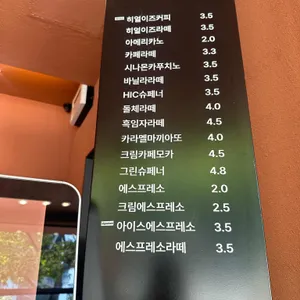 히얼이즈커피 3.5
히얼이즈라떼 3.5
아메리카노 2.0
카페라떼 3.3
시나몬카푸치노 3.5
바닐라라떼 3.5
HIC슈페너 3.5
돌체라떼 4.0
흑임자라떼 4.5
카라멜마끼아또 4.0
크림카페모카 4.5
그린슈페너 4.8
에스프레소 2.0
크림에스프레소 2.5
아이스에스프레소 3.5
에스프레소라떼 3.5